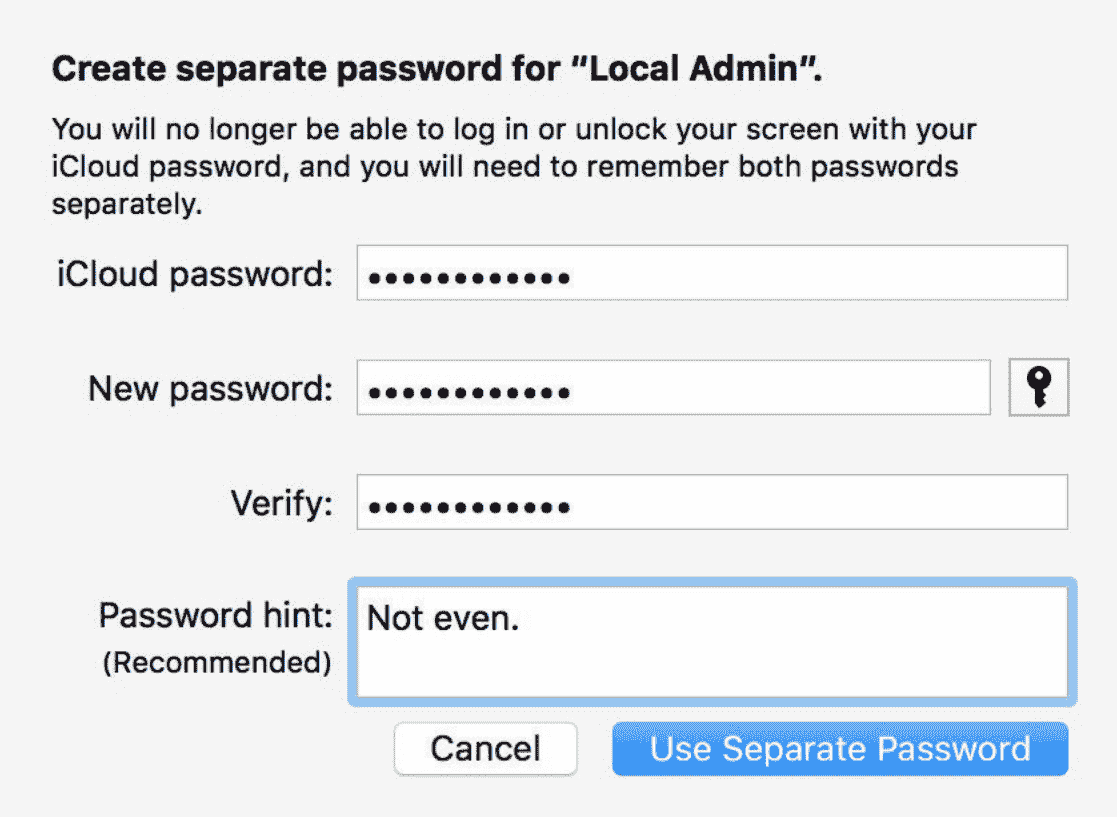 Create separate password for “Local Admin”.
You will no longer be able to log in or unlock your screen with your
iCloud password, and you will need to remember both passwords
separately.
iCloud password: ••••••••••••
New password: ••••••••••••
Verify: ••••••••••••
Password hint: Not even.
(Recommended)
Cancel Use Separate Password